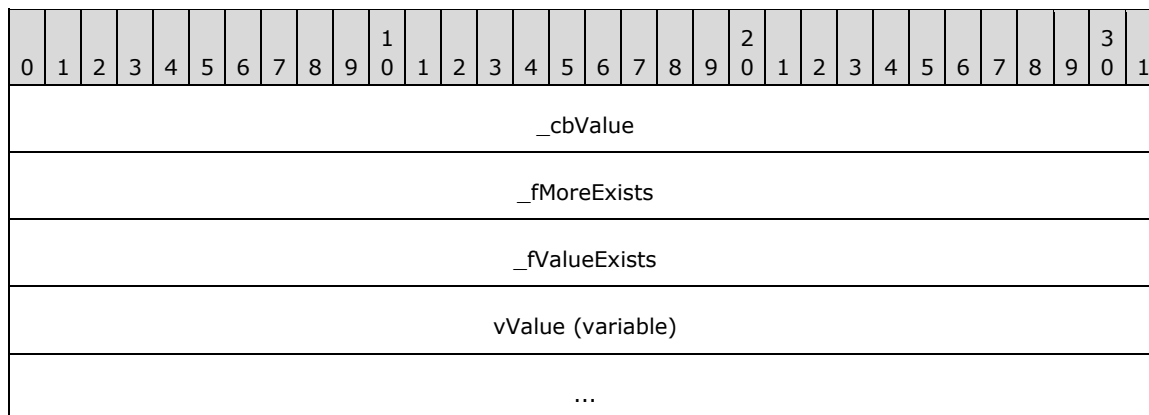 1 2 3
0 1 2 3 4 5 6 7 8 9 0 1 2 3 4 5 6 7 8 9 0 1 2 3 4 5 6 7 8 9 0 1
_cbValue
_fMoreExists
_fValueExists
vValue (variable)
...